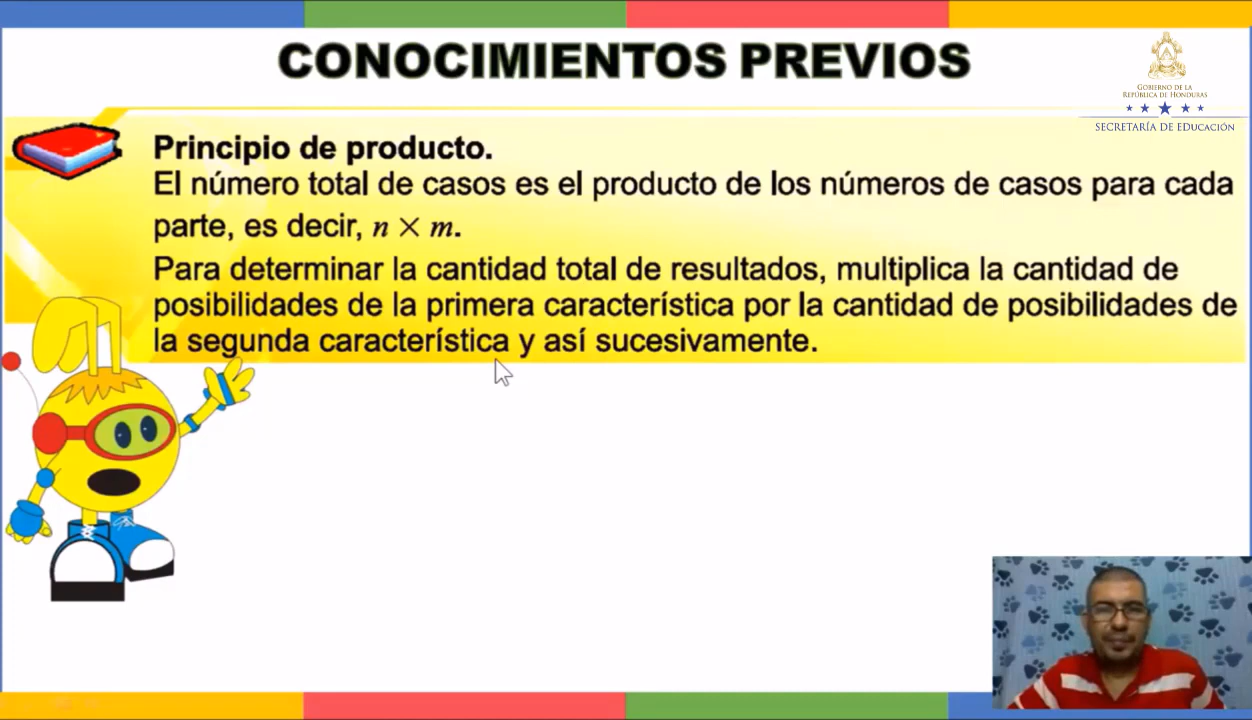 CONOCIMIENTOS PREVIOS
GOBIERNO DE LA
REPÚBLICA DE HONDURAS
SECRETARÍA DE EDUCACIÓN
Principio de producto.
El número total de casos es el producto de los números de casos para cada
parte, es decir, n × m.
Para determinar la cantidad total de resultados, multiplica la cantidad de
posibilidades de la primera característica por la cantidad de posibilidades de
la segunda característica y así sucesivamente.